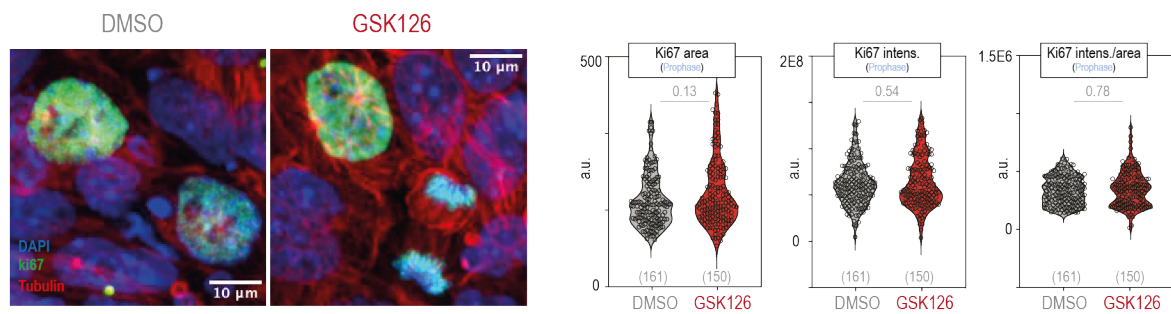 DMSO
GSK126
10 µm
DAPI
ki67
Tubulin
10 µm
Ki67 area
(Prophase)
500
0.13
a.u.
0
(161)
(150)
DMSO
GSK126
Ki67 intens.
(Prophase)
2E8
0.54
a.u.
0
(161)
(150)
DMSO
GSK126
Ki67 intens./area
(Prophase)
1.5E6
0.78
a.u.
0
(161)
(150)
DMSO
GSK126